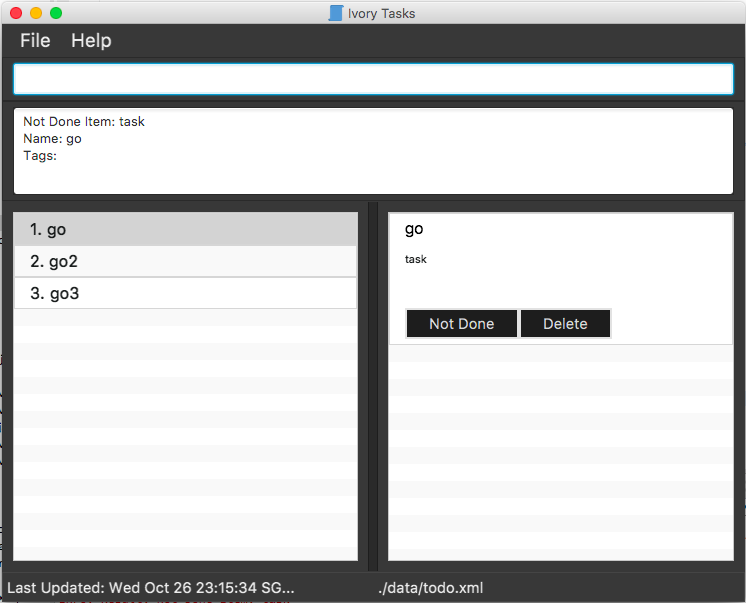 Ivory Tasks
File Help
Not Done Item: task
Name: go
Tags:
1. go
2. go2
3. go3
go
task
Not Done Delete
Last Updated: Wed Oct 26 23:15:34 SG...
./data/todo.xml